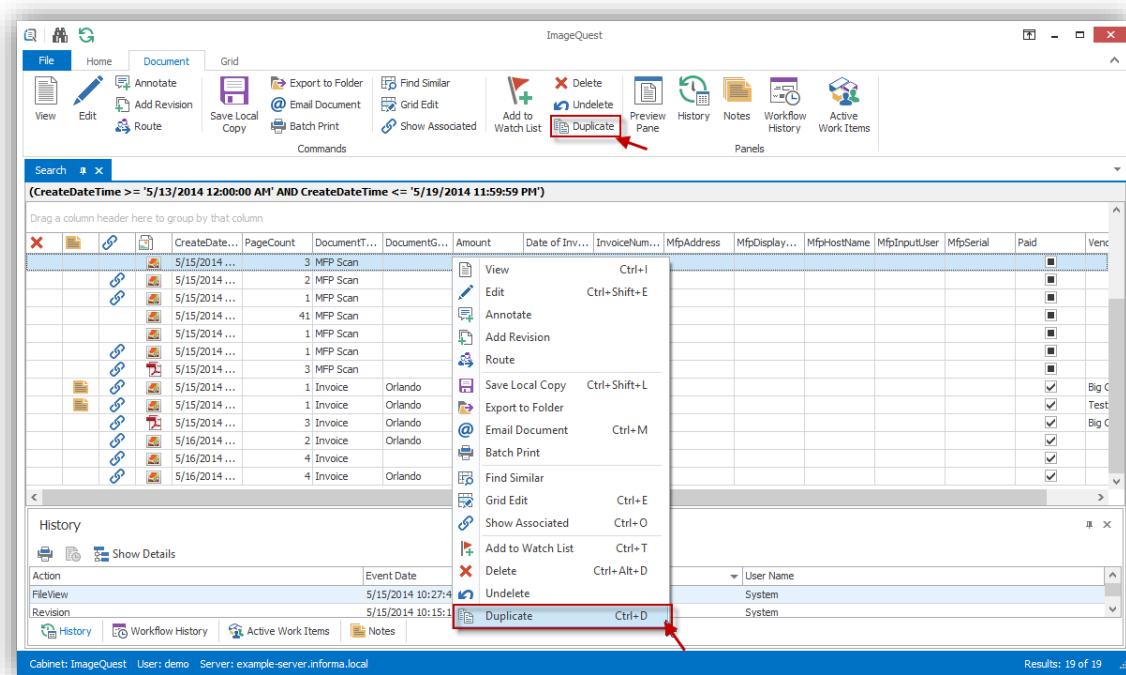 ImageQuest
File Home Document Grid
View
Edit
Annotate
Add Revision
Route
Save Local Copy
Export to Folder
Email Document
Batch Print
Find Similar
Grid Edit
Show Associated
Add to Watch List
Delete
Undelete
Duplicate
Preview Pane
History
Notes
Workflow History
Active Work Items
Commands
Panels
Search
(CreateDateTime >= '5/13/2014 12:00:00 AM' AND CreateDateTime <= '5/19/2014 11:59:59 PM')
Drag a column header here to group by that column
CreateDate... PageCount DocumentT... DocumentG... Amount Date of Inv... InvoiceNum... MfpAddress MfpDisplay... MfpHostName MfpInputUser MfpSerial Paid Venc
5/15/2014 ... 3 MFP Scan
5/15/2014 ... 2 MFP Scan
5/15/2014 ... 1 MFP Scan
5/15/2014 ... 41 MFP Scan
5/15/2014 ... 1 MFP Scan
5/15/2014 ... 1 MFP Scan
5/15/2014 ... 3 MFP Scan
5/15/2014 ... 1 Invoice Orlando Big C
5/15/2014 ... 1 Invoice Orlando Test
5/15/2014 ... 3 Invoice Orlando Big C
5/16/2014 ... 2 Invoice Orlando
5/16/2014 ... 4 Invoice
5/16/2014 ... 4 Invoice Orlando
View Ctrl+I
Edit Ctrl+Shift+E
Annotate
Add Revision
Route
Save Local Copy Ctrl+Shift+L
Export to Folder
Email Document Ctrl+M
Batch Print
Find Similar
Grid Edit Ctrl+E
Show Associated Ctrl+O
Add to Watch List Ctrl+T
Delete Ctrl+Alt+D
Undelete
Duplicate Ctrl+D
History
Show Details
Action Event Date User Name
FileView 5/15/2014 10:27:4 System
Revision 5/15/2014 10:15:1 System
History Workflow History Active Work Items Notes
Cabinet: ImageQuest User: demo Server: example-server.informa.local Results: 19 of 19